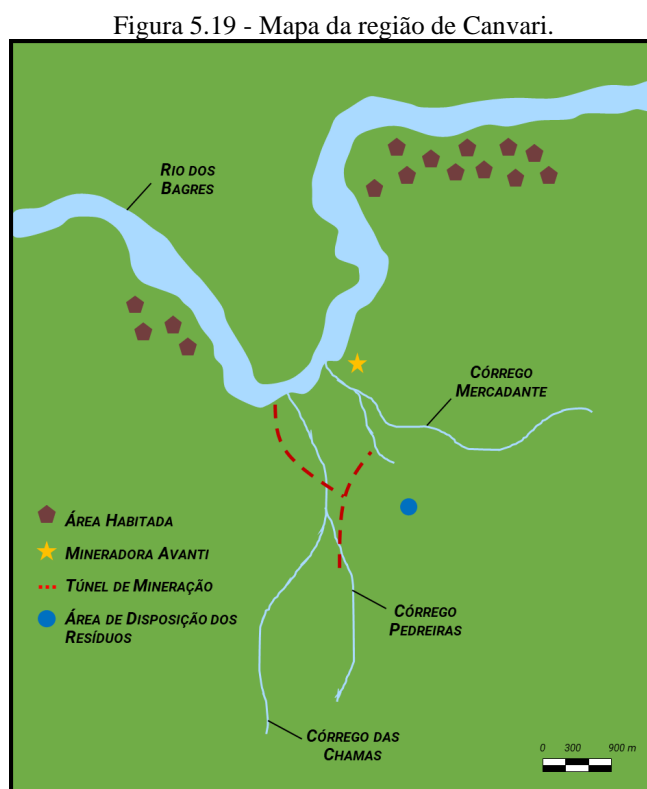 Figura 5.19 - Mapa da região de Canvari.
RIO DOS
BAGRES
CÓRREGO
MERCADANTE
ÁREA HABITADA
MINERADORA AVANTI
TÚNEL DE MINERAÇÃO
ÁREA DE DISPOSIÇÃO DOS
RESÍDUOS
CÓRREGO
PEDREIRAS
CÓRREGO DAS
CHAMAS
0 300 900 m